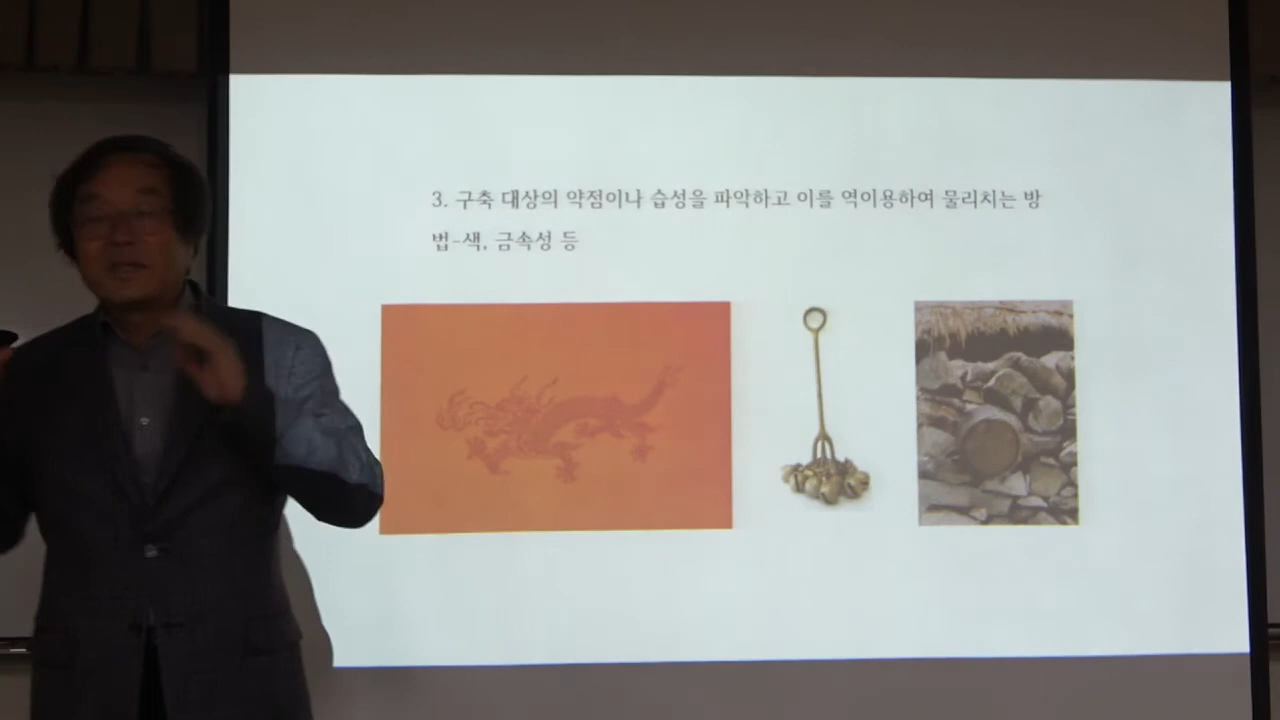 3. 구축 대상의 약점이나 습성을 파악하고 이를 역이용하여 물리치는 방
법-색, 금속성 등